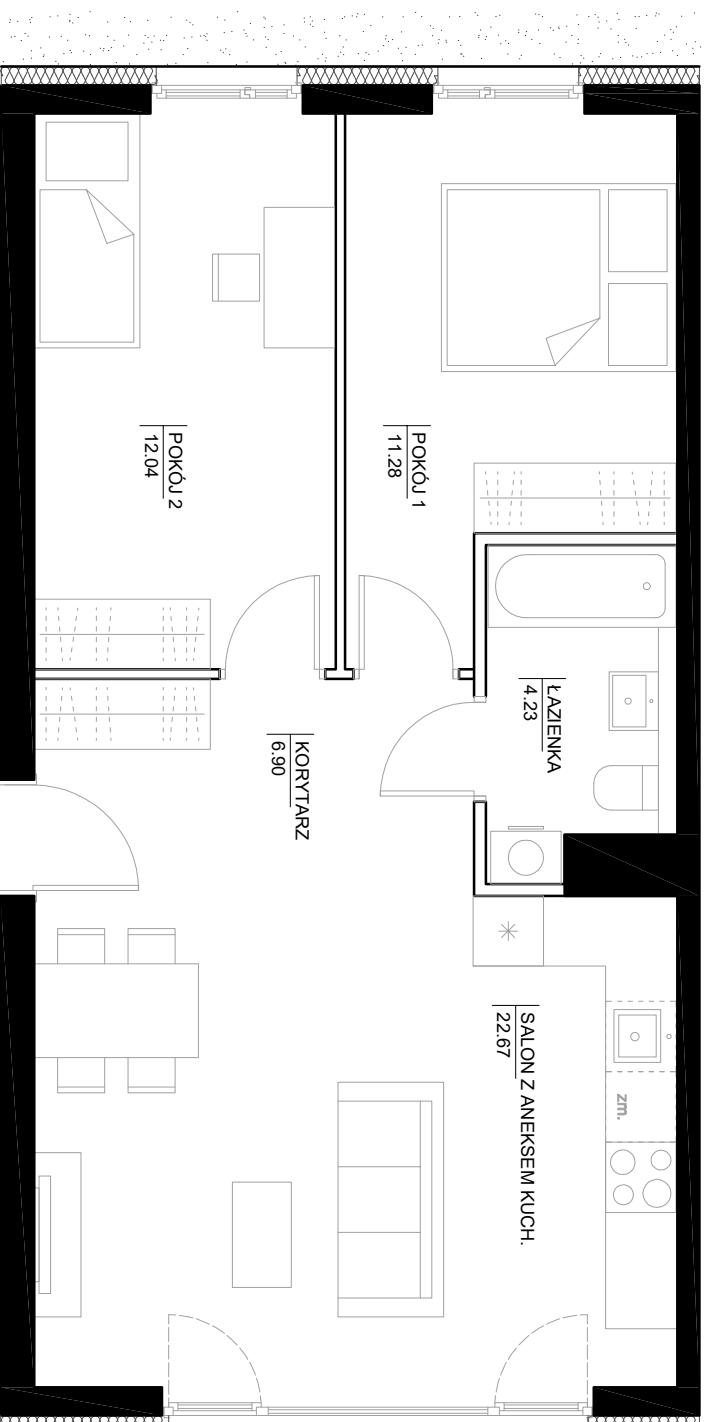 POKÓJ 2
12.04
POKÓJ 1
11.28
ŁAZIENKA
4.23
KORYTARZ
6.90
SALON Z ANEKSEM KUCH.
22.67
zm.